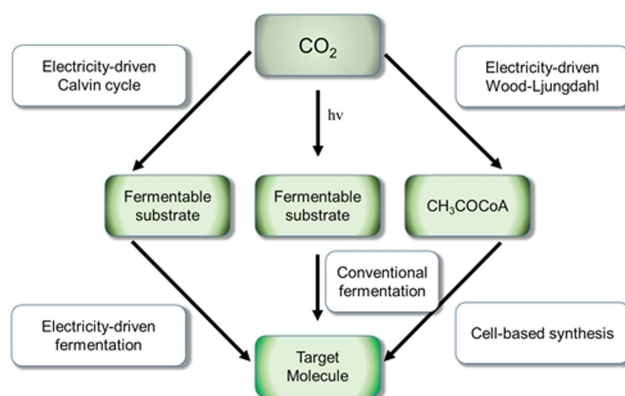 CO₂
Electricity-driven
Calvin cycle
Electricity-driven
Wood-Ljungdahl
hν
Fermentable
substrate
Fermentable
substrate
CH₃COCoA
Conventional
fermentation
Electricity-driven
fermentation
Cell-based synthesis
Target
Molecule